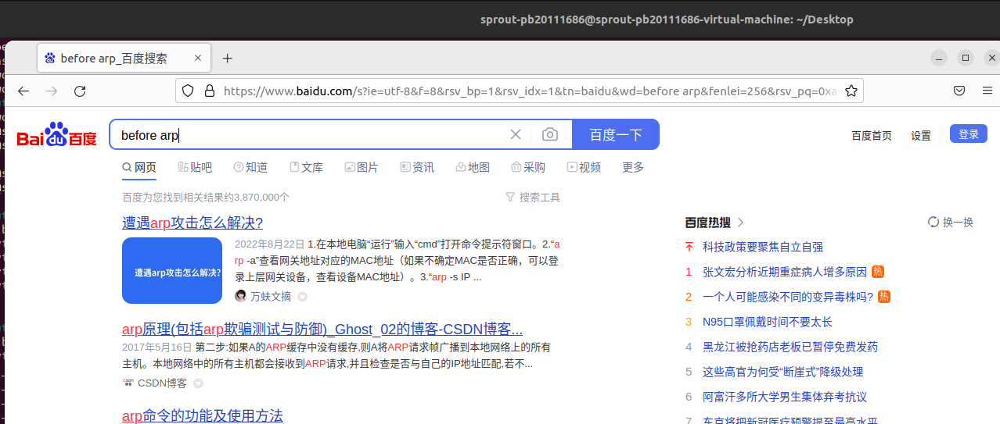 sprout-pb20111686@sprout-pb20111686-virtual-machine: ~/Desktop
before arp_百度搜索
https://www.baidu.com/s?ie=utf-8&f=8&rsv_bp=1&rsv_idx=1&tn=baidu&wd=before arp&fenlei=256&rsv_pq=0xa
Bai du 百度
before arp
百度一下
百度首页 设置 登录
网页 贴吧 知道 文库 图片 资讯 地图 采购 视频 更多
百度为您找到相关结果约3,870,000个
搜索工具
遭遇arp攻击怎么解决?
遭遇arp攻击怎么解决?
2022年8月22日 1.在本地电脑“运行”输入“cmd”打开命令提示符窗口。2.“a
rp -a”查看网关地址对应的MAC地址（如果不确定MAC是否正确，可以登
录上层网关设备，查看设备MAC地址）。3.“arp -s IP ...
万蚨文摘
arp原理(包括arp欺骗测试与防御)_Ghost_02的博客-CSDN博客...
2017年5月16日 第二步:如果A的ARP缓存中没有缓存,则A将ARP请求帧广播到本地网络上的所有
主机。本地网络中的所有主机都会接收到ARP请求,并且检查是否与自己的IP地址匹配,若不...
CSDN博客
arp命令的功能及使用方法
百度热搜
换一换
科技政策要聚焦自立自强
1 张文宏分析近期重症病人增多原因 热
2 一个人可能感染不同的变异毒株吗? 热
3 N95口罩佩戴时间不要太长
4 黑龙江被抢药店老板已暂停免费发药
5 这些高官为何受“断崖式”降级处理
6 阿富汗多所大学男生集体弃考抗议
7 东京将把新冠医疗预警提至最高水平